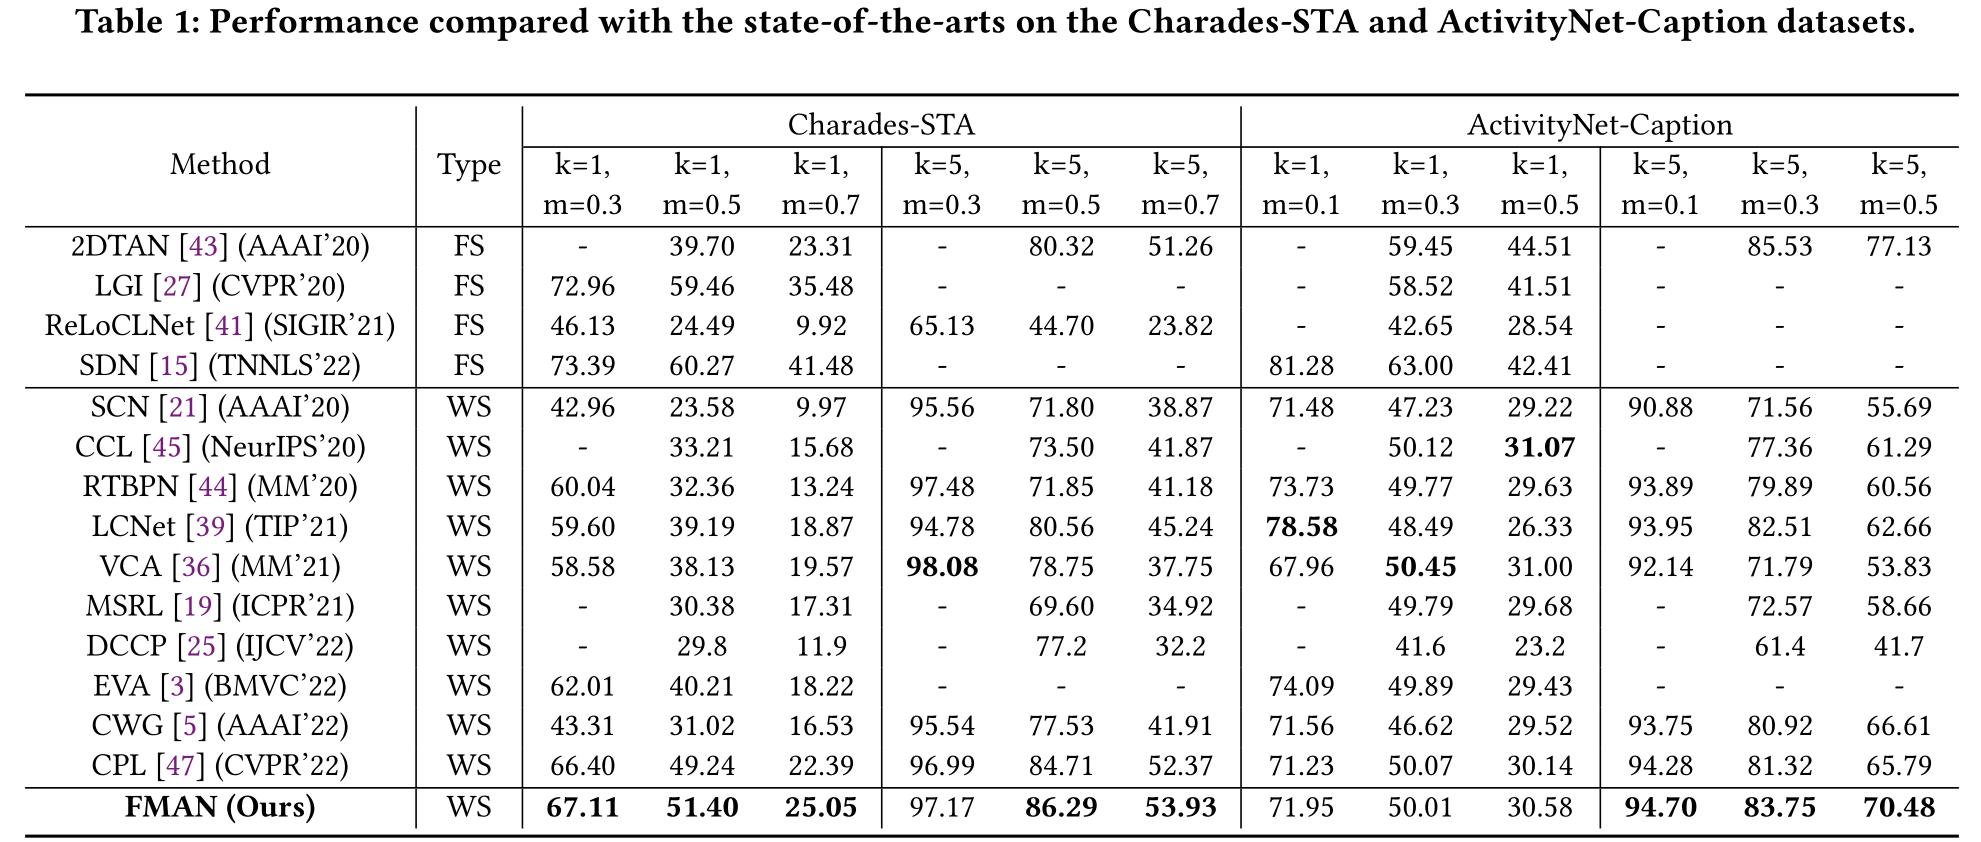 Table 1: Performance compared with the state-of-the-arts on the Charades-STA and ActivityNet-Caption datasets.
Charades-STA ActivityNet-Caption
Method Type k=1, k=1, k=1, k=5, k=5, k=5, k=1, k=1, k=1, k=5, k=5, k=5,
m=0.3 m=0.5 m=0.7 m=0.3 m=0.5 m=0.7 m=0.1 m=0.3 m=0.5 m=0.1 m=0.3 m=0.5
2DTAN [43] (AAAI’20) FS - 39.70 23.31 - 80.32 51.26 - 59.45 44.51 - 85.53 77.13
LGI [27] (CVPR’20) FS 72.96 59.46 35.48 - - - - 58.52 41.51 - - -
ReLoCLNet [41] (SIGIR’21) FS 46.13 24.49 9.92 65.13 44.70 23.82 - 42.65 28.54 - - -
SDN [15] (TNNLS’22) FS 73.39 60.27 41.48 - - - 81.28 63.00 42.41 - - -
SCN [21] (AAAI’20) WS 42.96 23.58 9.97 95.56 71.80 38.87 71.48 47.23 29.22 90.88 71.56 55.69
CCL [45] (NeurIPS’20) WS - 33.21 15.68 - 73.50 41.87 - 50.12 31.07 - 77.36 61.29
RTBPN [44] (MM’20) WS 60.04 32.36 13.24 97.48 71.85 41.18 73.73 49.77 29.63 93.89 79.89 60.56
LCNet [39] (TIP’21) WS 59.60 39.19 18.87 94.78 80.56 45.24 78.58 48.49 26.33 93.95 82.51 62.66
VCA [36] (MM’21) WS 58.58 38.13 19.57 98.08 78.75 37.75 67.96 50.45 31.00 92.14 71.79 53.83
MSRL [19] (ICPR’21) WS - 30.38 17.31 - 69.60 34.92 - 49.79 29.68 - 72.57 58.66
DCCP [25] (IJCV’22) WS - 29.8 11.9 - 77.2 32.2 - 41.6 23.2 - 61.4 41.7
EVA [3] (BMVC’22) WS 62.01 40.21 18.22 - - - 74.09 49.89 29.43 - - -
CWG [5] (AAAI’22) WS 43.31 31.02 16.53 95.54 77.53 41.91 71.56 46.62 29.52 93.75 80.92 66.61
CPL [47] (CVPR’22) WS 66.40 49.24 22.39 96.99 84.71 52.37 71.23 50.07 30.14 94.28 81.32 65.79
FMAN (Ours) WS 67.11 51.40 25.05 97.17 86.29 53.93 71.95 50.01 30.58 94.70 83.75 70.48